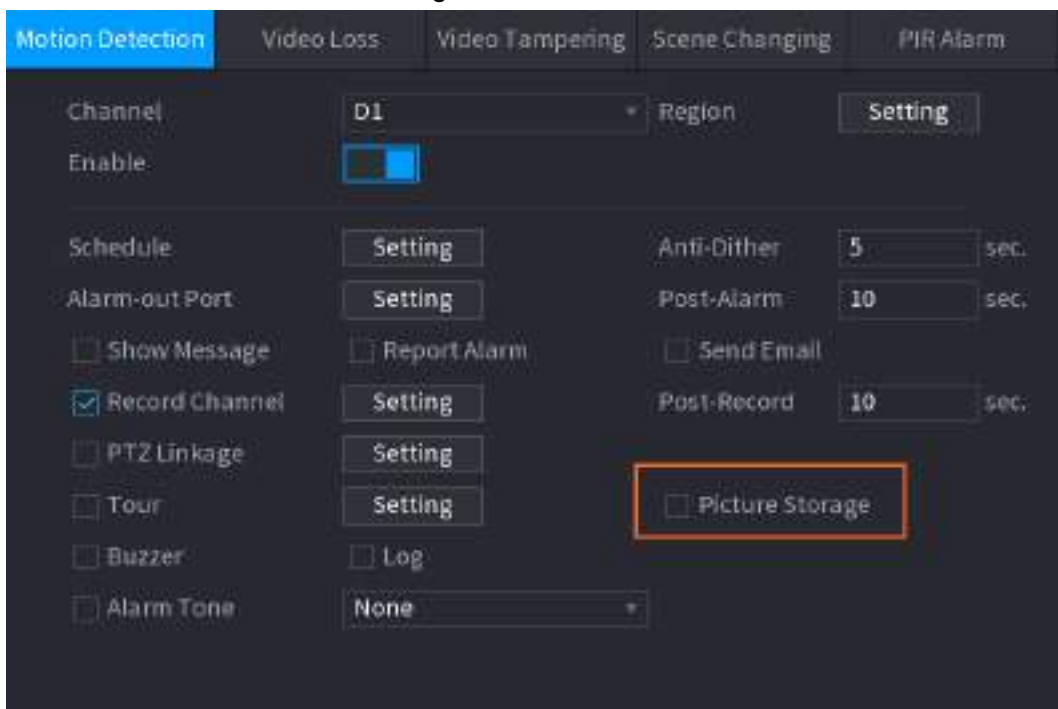 Motion Detection Video Loss Video Tampering Scene Changing PIR Alarm
Channel D1 Region Setting
Enable
Schedule Setting Anti-Dither 5 sec.
Alarm-out Port Setting Post-Alarm 10 sec.
Show Message Report Alarm Send Email
Record Channel Setting Post-Record 10 sec.
PTZ Linkage Setting
Tour Setting Picture Storage
Buzzer Log
Alarm Tone None